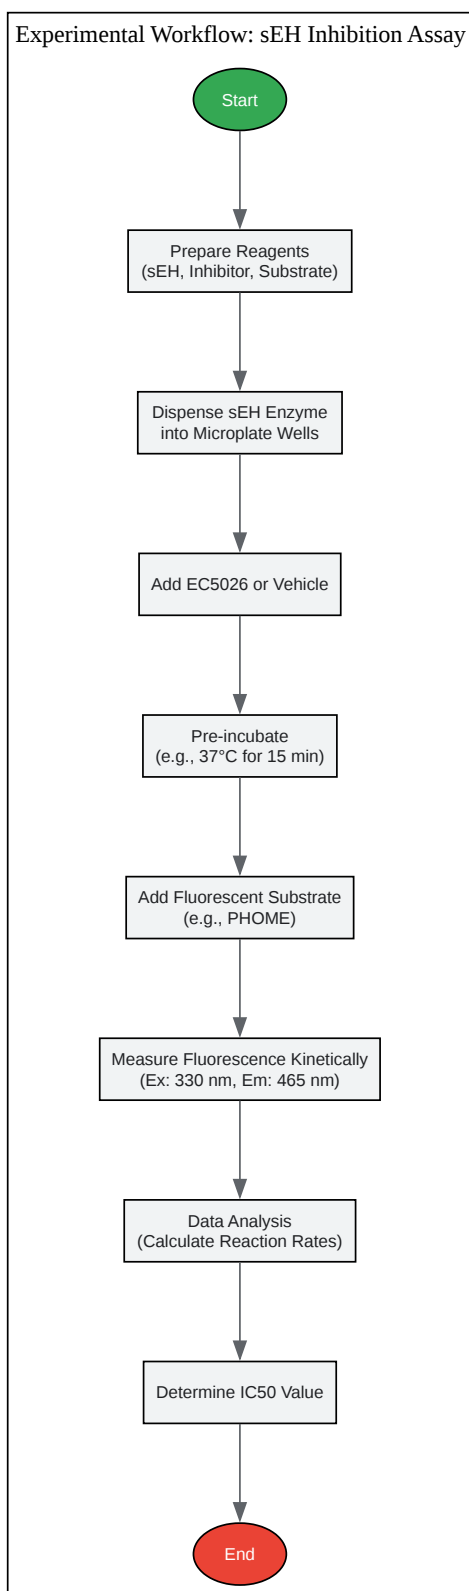 Experimental Workflow: sEH Inhibition Assay
Start
Prepare Reagents
(sEH, Inhibitor, Substrate)
Dispense sEH Enzyme
into Microplate Wells
Add EC5026 or Vehicle
Pre-incubate
(e.g., 37°C for 15 min)
Add Fluorescent Substrate
(e.g., PHOME)
Measure Fluorescence Kinetically
(Ex: 330 nm, Em: 465 nm)
Data Analysis
(Calculate Reaction Rates)
Determine IC50 Value
End